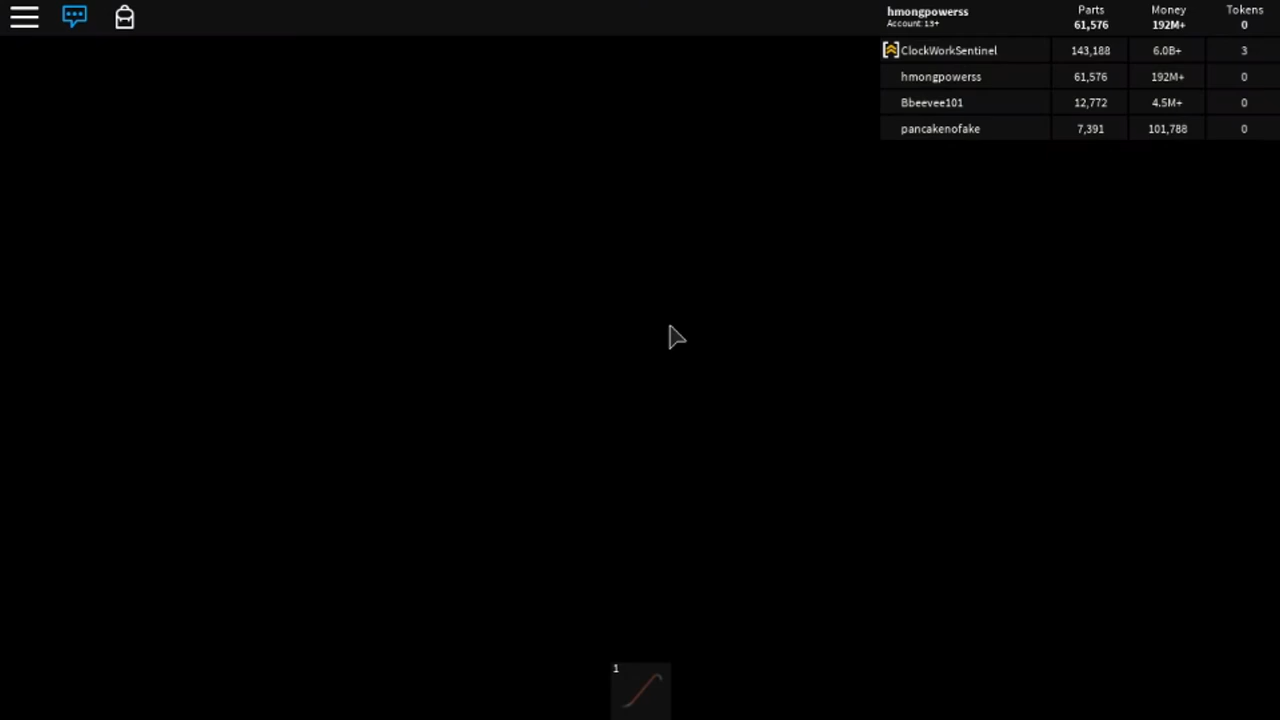 hmongpowerss Parts Money Tokens
Account: 13+ 61,576 192M+ 0
ClockWorkSentinel 143,188 6.0B+ 3
hmongpowerss 61,576 192M+ 0
Bbeevee101 12,772 4.5M+ 0
pancakenofake 7,391 101,788 0
1